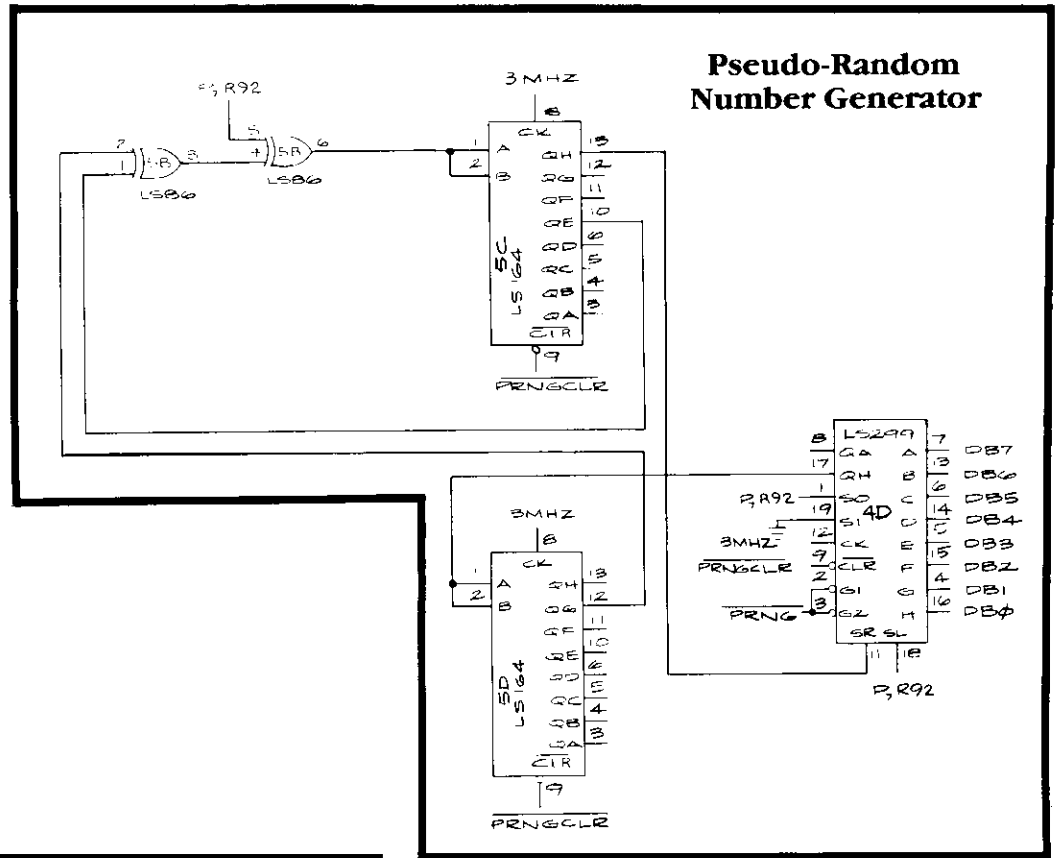 Pseudo-Random
Number Generator
P, R92
3 MHZ
8
CK
2
1
3
LS86
5
4
6
LS86
1
2
A
B
QH
13
QG
12
QF
11
QE
10
QD
6
QC
5
QB
4
QA
3
5C
LS164
CLR
9
PRNGCLR
3MHZ
8
CK
1
2
A
B
QH
13
QG
12
QF
11
QE
10
QD
6
QC
5
QB
4
QA
3
5D
LS164
CLR
9
PRNGCLR
LS299
4D
8
QA
A
7
DB7
17
QH
B
13
DB6
P, R92
1
S0
C
6
DB5
19
S1
D
14
DB4
3MHZ
12
CK
E
5
DB3
PRNGCLR
9
CLR
F
15
DB2
2
G1
G
4
DB1
PRNG
3
G2
H
16
DBØ
SR SL
11
18
P, R92